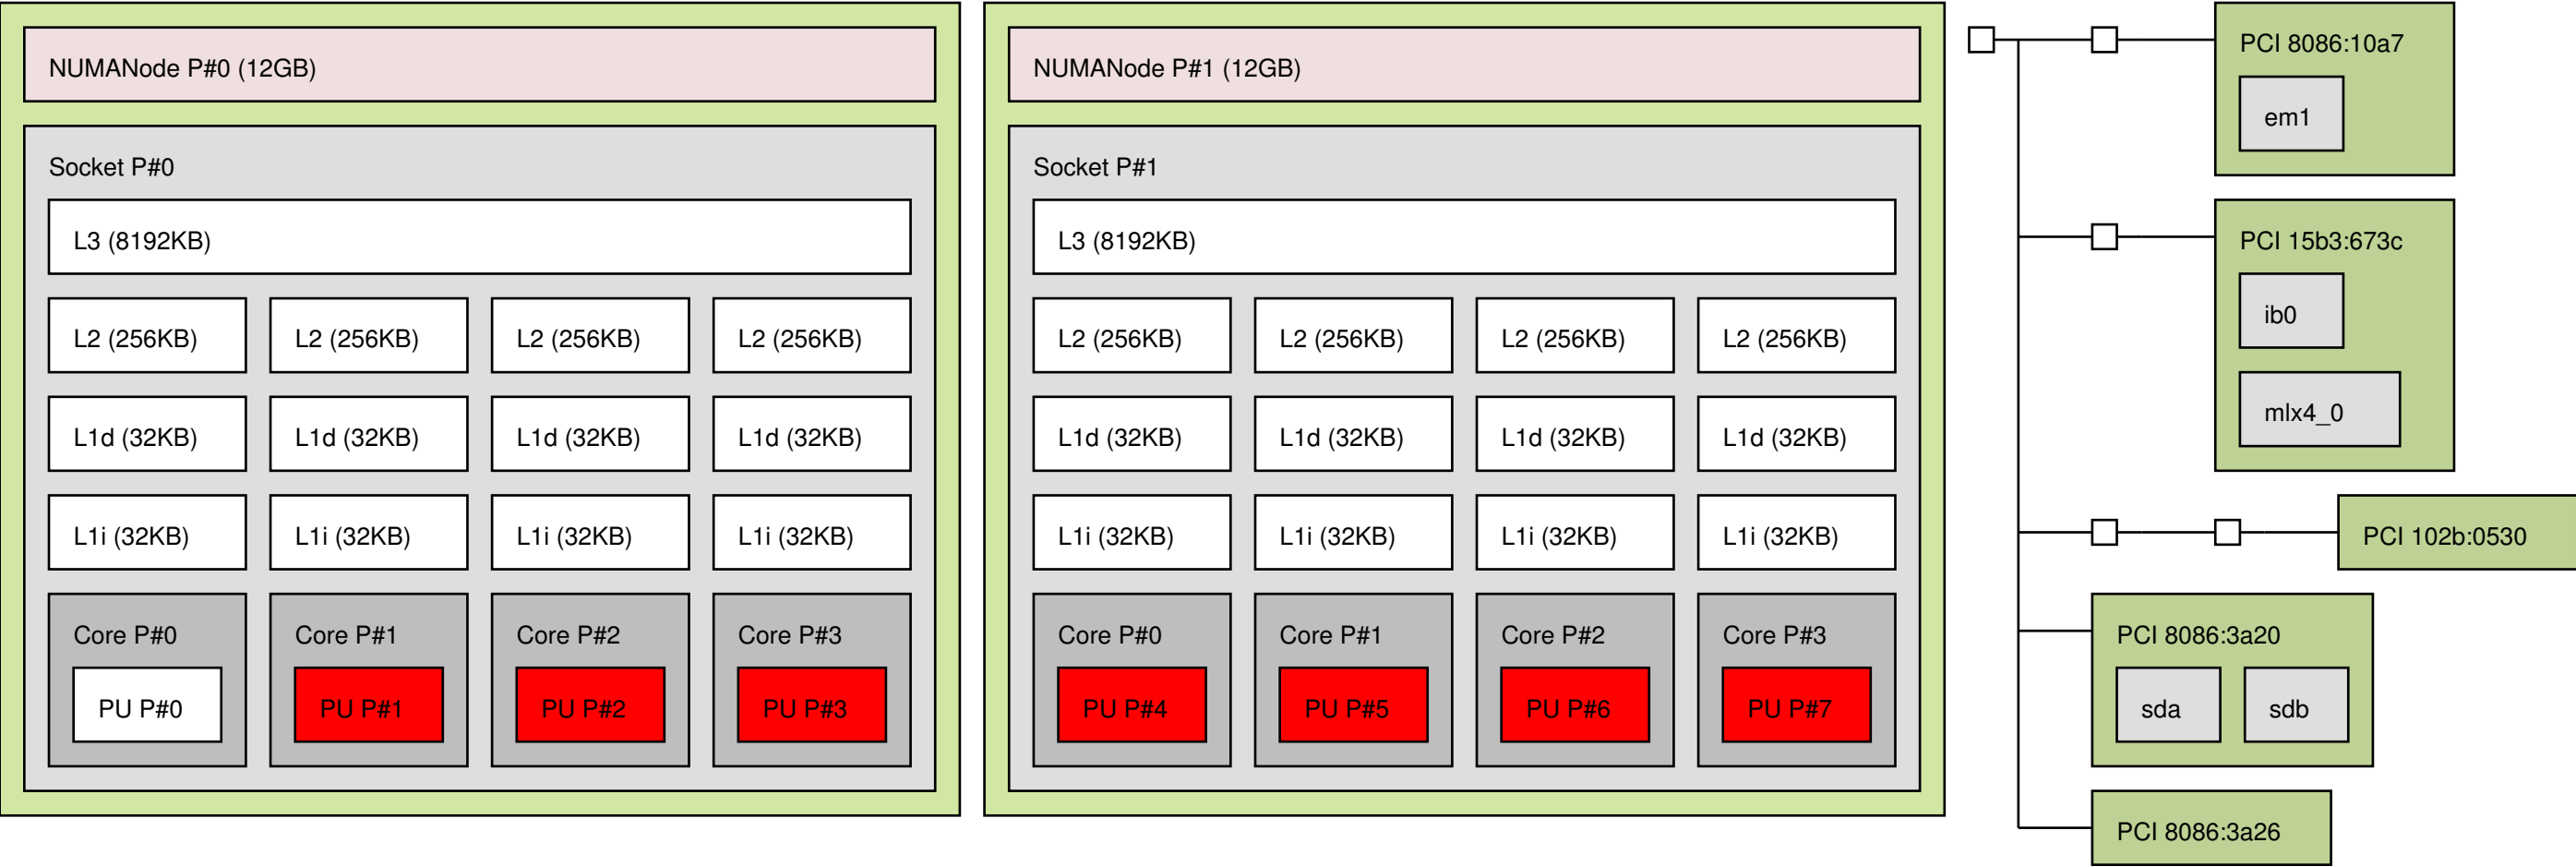 NUMANode P#0 (12GB)
Socket P#0
L3 (8192KB)
L2 (256KB) L2 (256KB) L2 (256KB) L2 (256KB)
L1d (32KB) L1d (32KB) L1d (32KB) L1d (32KB)
L1i (32KB) L1i (32KB) L1i (32KB) L1i (32KB)
Core P#0 Core P#1 Core P#2 Core P#3
PU P#0 PU P#1 PU P#2 PU P#3
NUMANode P#1 (12GB)
Socket P#1
L3 (8192KB)
L2 (256KB) L2 (256KB) L2 (256KB) L2 (256KB)
L1d (32KB) L1d (32KB) L1d (32KB) L1d (32KB)
L1i (32KB) L1i (32KB) L1i (32KB) L1i (32KB)
Core P#0 Core P#1 Core P#2 Core P#3
PU P#4 PU P#5 PU P#6 PU P#7
PCI 8086:10a7
em1
PCI 15b3:673c
ib0
mlx4_0
PCI 102b:0530
PCI 8086:3a20
sda sdb
PCI 8086:3a26